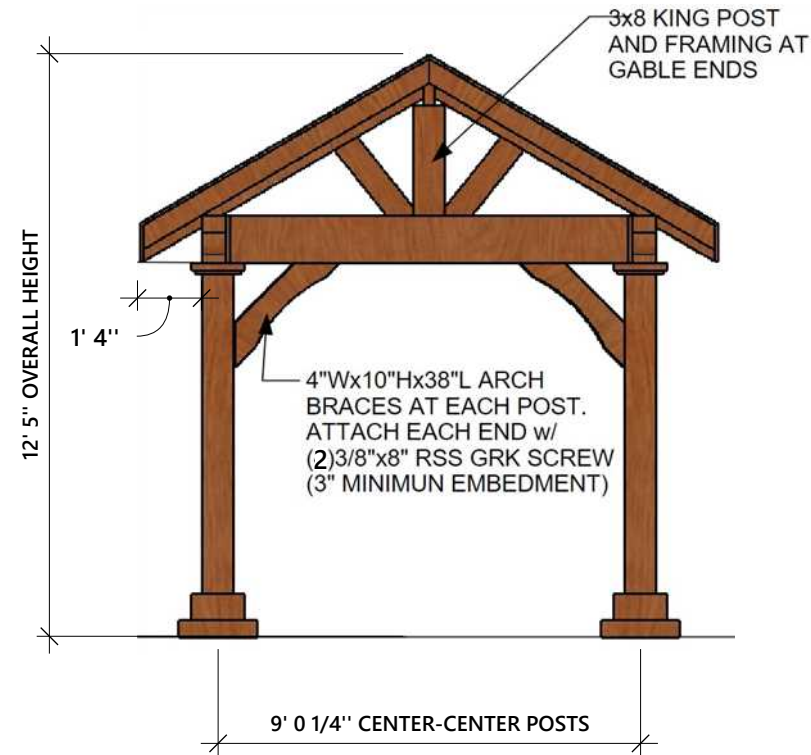 3x8 KING POST
AND FRAMING AT
GABLE ENDS
12' 5'' OVERALL HEIGHT
1' 4''
4"Wx10"Hx38"L ARCH
BRACES AT EACH POST.
ATTACH EACH END w/
(2)3/8"x8" RSS GRK SCREW
(3" MINIMUN EMBEDMENT)
9' 0 1/4'' CENTER-CENTER POSTS